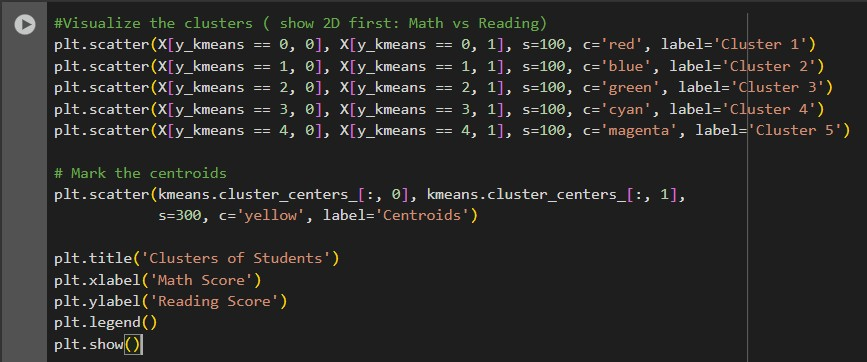 #Visualize the clusters ( show 2D first: Math vs Reading)
plt.scatter(X[y_kmeans == 0, 0], X[y_kmeans == 0, 1], s=100, c='red', label='Cluster 1')
plt.scatter(X[y_kmeans == 1, 0], X[y_kmeans == 1, 1], s=100, c='blue', label='Cluster 2')
plt.scatter(X[y_kmeans == 2, 0], X[y_kmeans == 2, 1], s=100, c='green', label='Cluster 3')
plt.scatter(X[y_kmeans == 3, 0], X[y_kmeans == 3, 1], s=100, c='cyan', label='Cluster 4')
plt.scatter(X[y_kmeans == 4, 0], X[y_kmeans == 4, 1], s=100, c='magenta', label='Cluster 5')

# Mark the centroids
plt.scatter(kmeans.cluster_centers_[:, 0], kmeans.cluster_centers_[:, 1],
            s=300, c='yellow', label='Centroids')

plt.title('Clusters of Students')
plt.xlabel('Math Score')
plt.ylabel('Reading Score')
plt.legend()
plt.show()